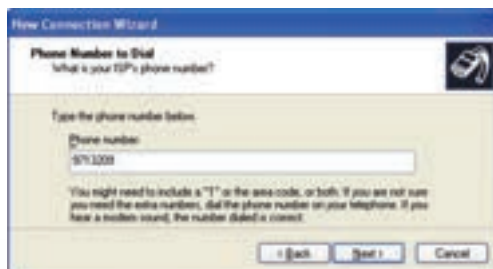 New Connection Wizard
Phone Number to Dial
What is your ISP's phone number?
Type the phone number below.
Phone number:
You might need to include a "1" or the area code, or both. If you are not sure
you need the extra numbers, dial the phone number on your telephone. If you
hear a modem sound, the number dialed is correct.
< Back
Next >
Cancel